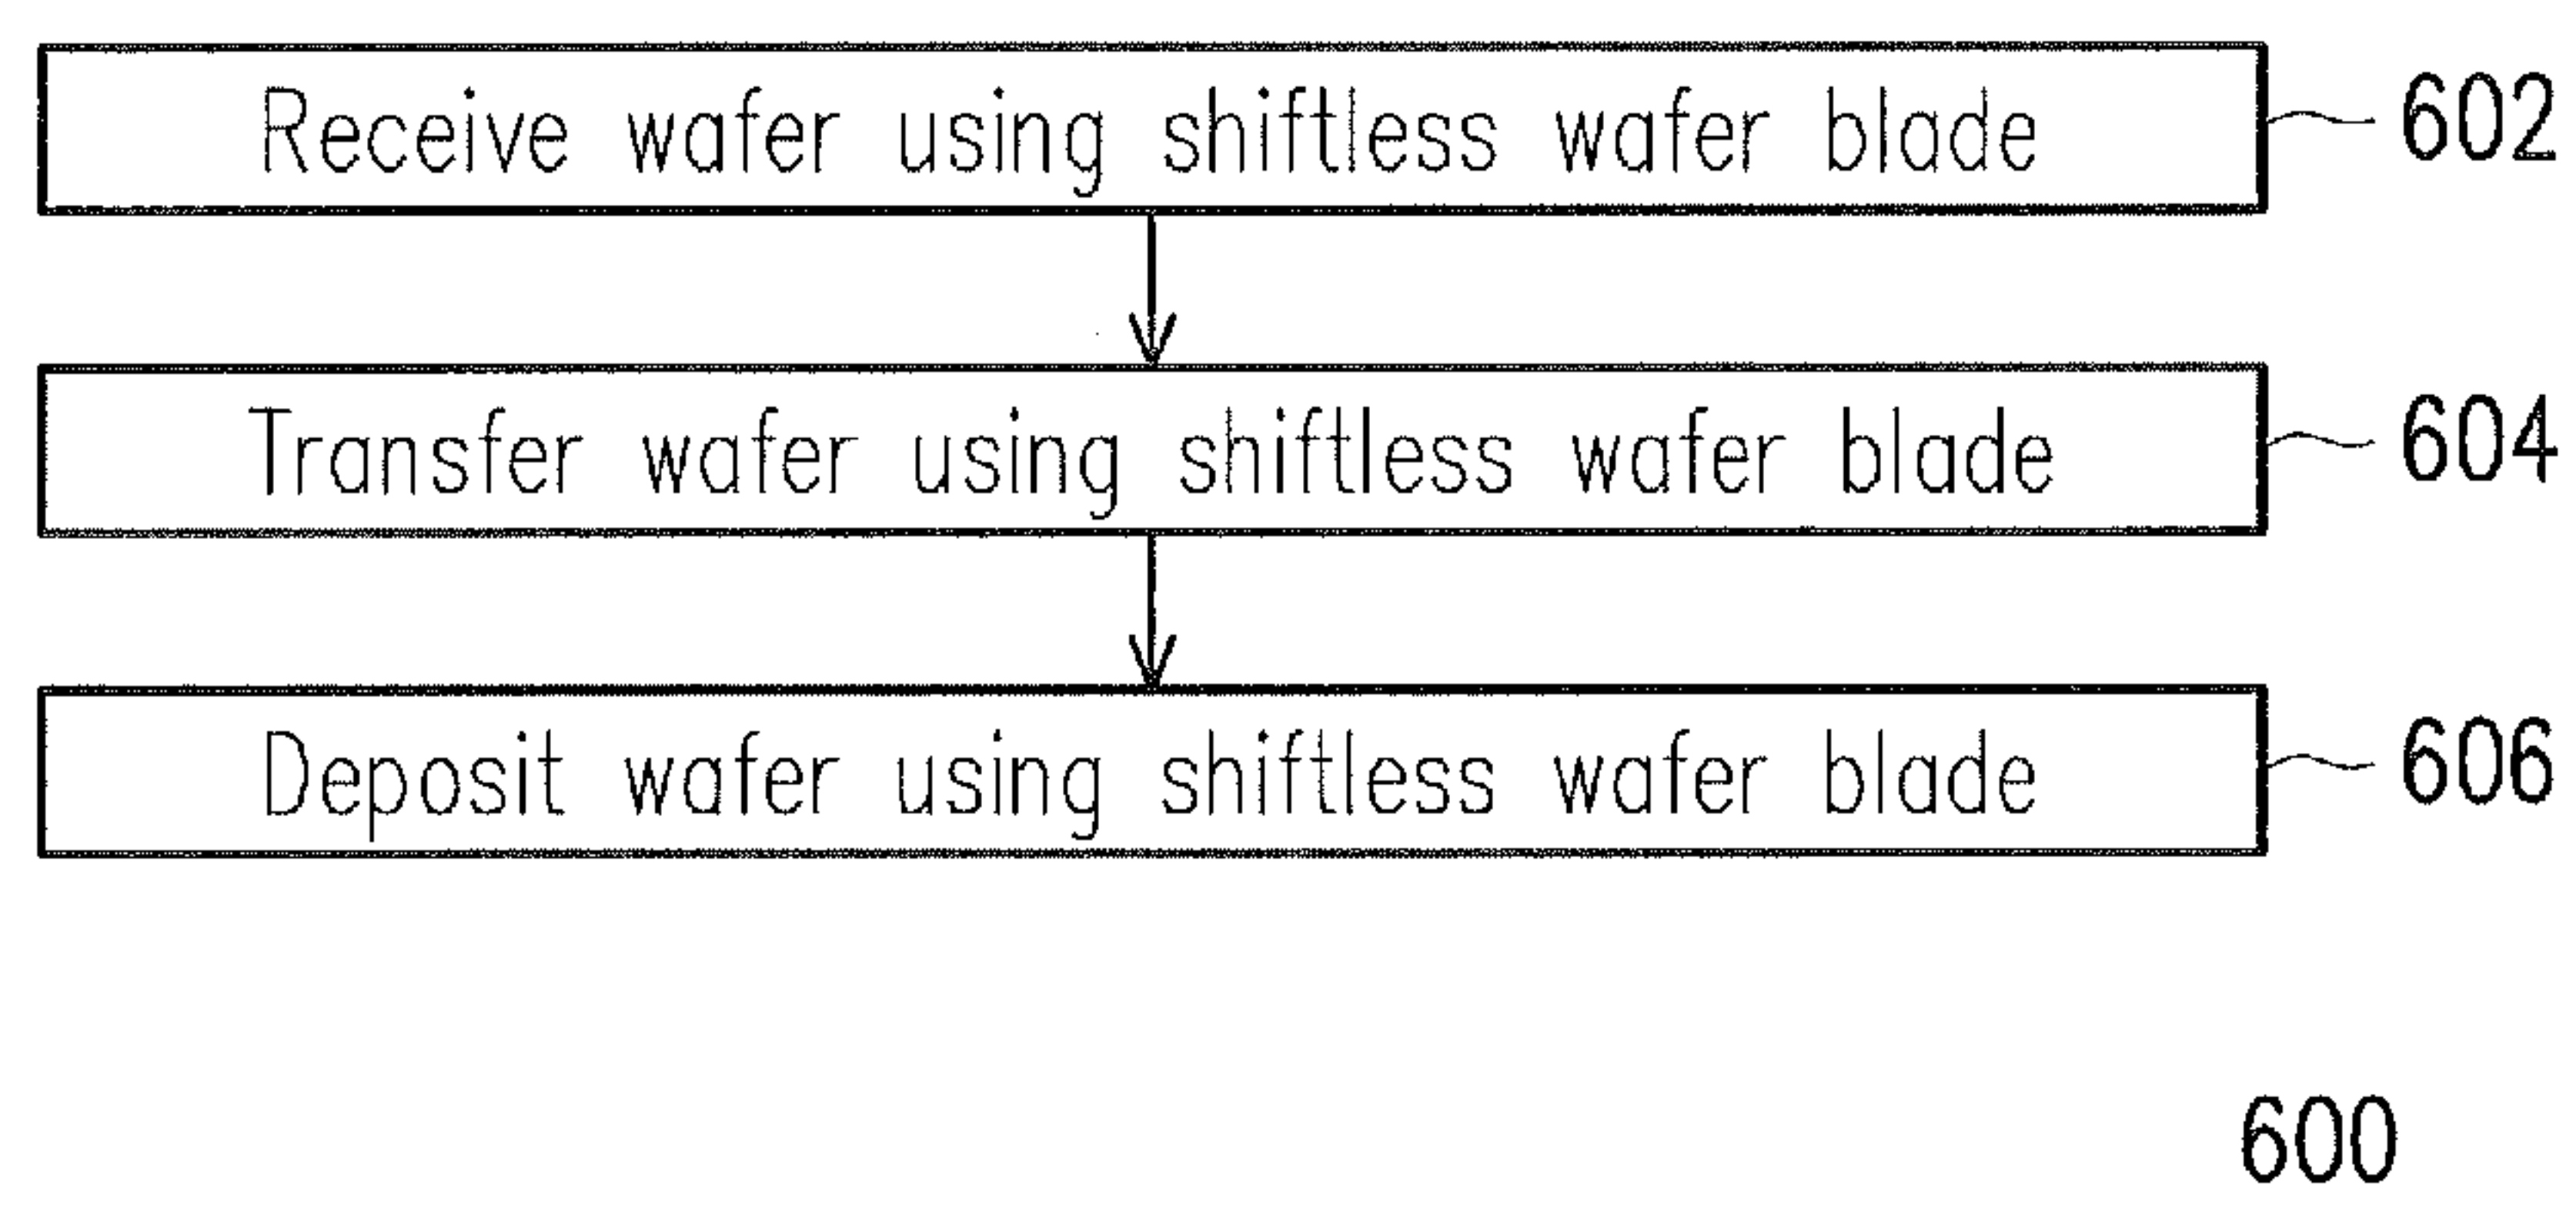 Receive wafer using shiftless wafer blade 602
Transfer wafer using shiftless wafer blade 604
Deposit wafer using shiftless wafer blade 606
600